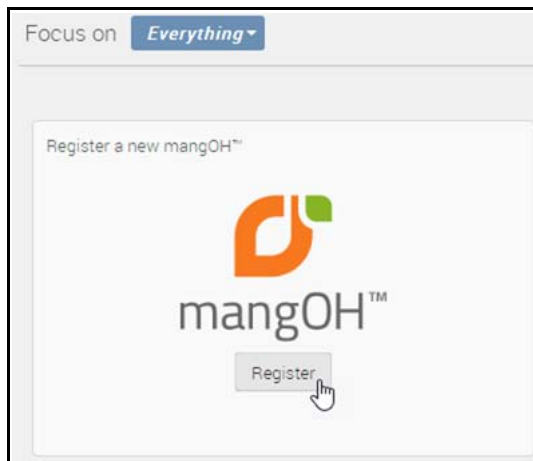 Focus on Everything
Register a new mangOH™
mangOH™
Register